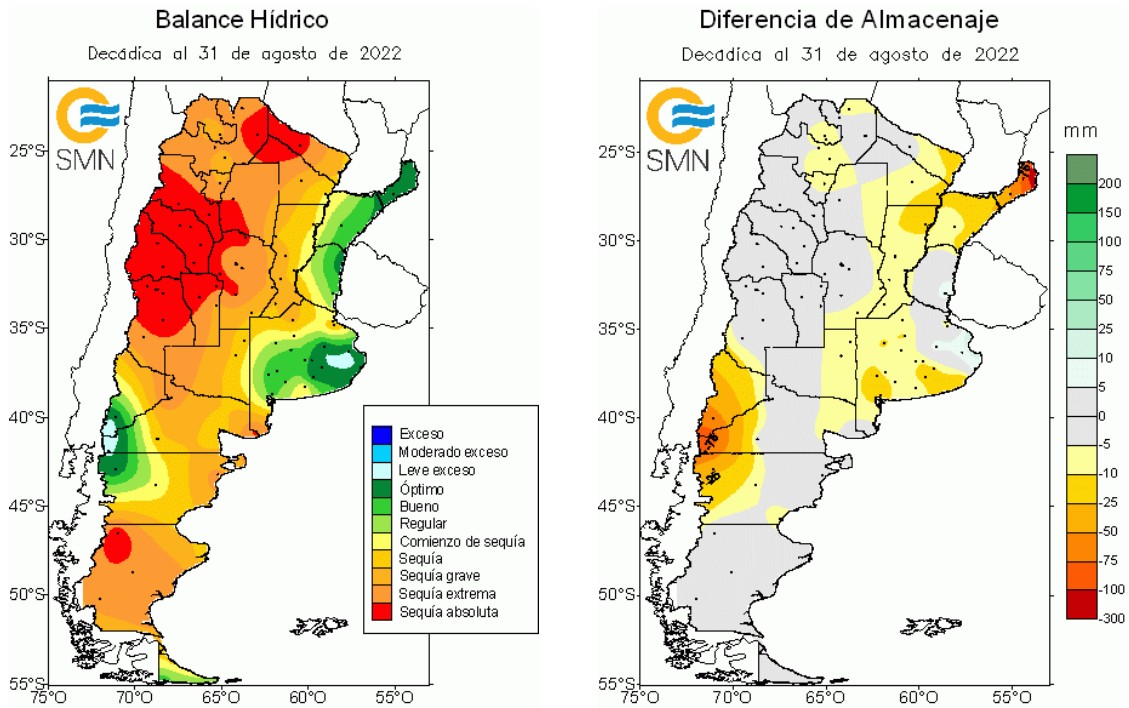 Balance Hídrico
Decádica al 31 de agosto de 2022
SMN
25°S
30°S
35°S
40°S
45°S
50°S
55°S
75°O
70°O
65°O
60°O
55°O
Exceso
Moderado exceso
Leve exceso
Óptimo
Bueno
Regular
Comienzo de sequía
Sequía
Sequía grave
Sequía extrema
Sequía absoluta
Diferencia de Almacenaje
Decádica al 31 de agosto de 2022
SMN
25°S
30°S
35°S
40°S
45°S
50°S
55°S
75°O
70°O
65°O
60°O
55°O
mm
200
150
100
75
50
25
10
5
0
-5
-10
-25
-50
-75
-100
-300